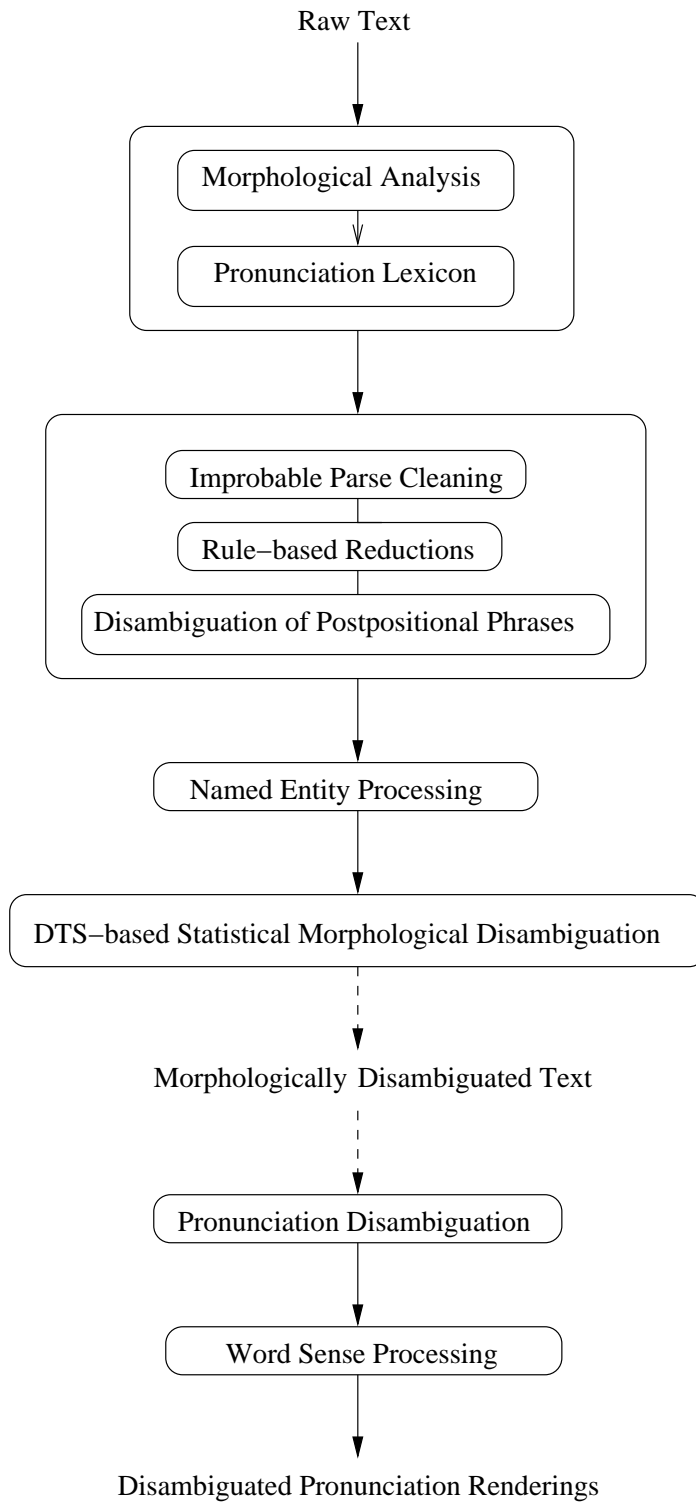 Raw Text
Morphological Analysis
Pronunciation Lexicon
Improbable Parse Cleaning
Rule−based Reductions
Disambiguation of Postpositional Phrases
Named Entity Processing
DTS−based Statistical Morphological Disambiguation
Morphologically Disambiguated Text
Pronunciation Disambiguation
Word Sense Processing
Disambiguated Pronunciation Renderings